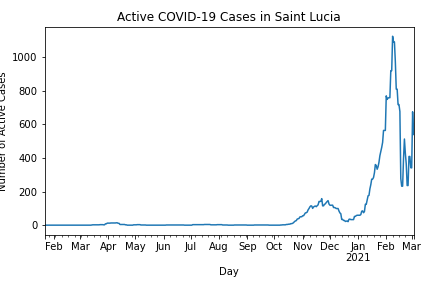 Active COVID-19 Cases in Saint Lucia
Number of Active Cases
1000
800
600
400
200
0
Feb Mar Apr May Jun Jul Aug Sep Oct Nov Dec Jan Feb Mar
2021
Day